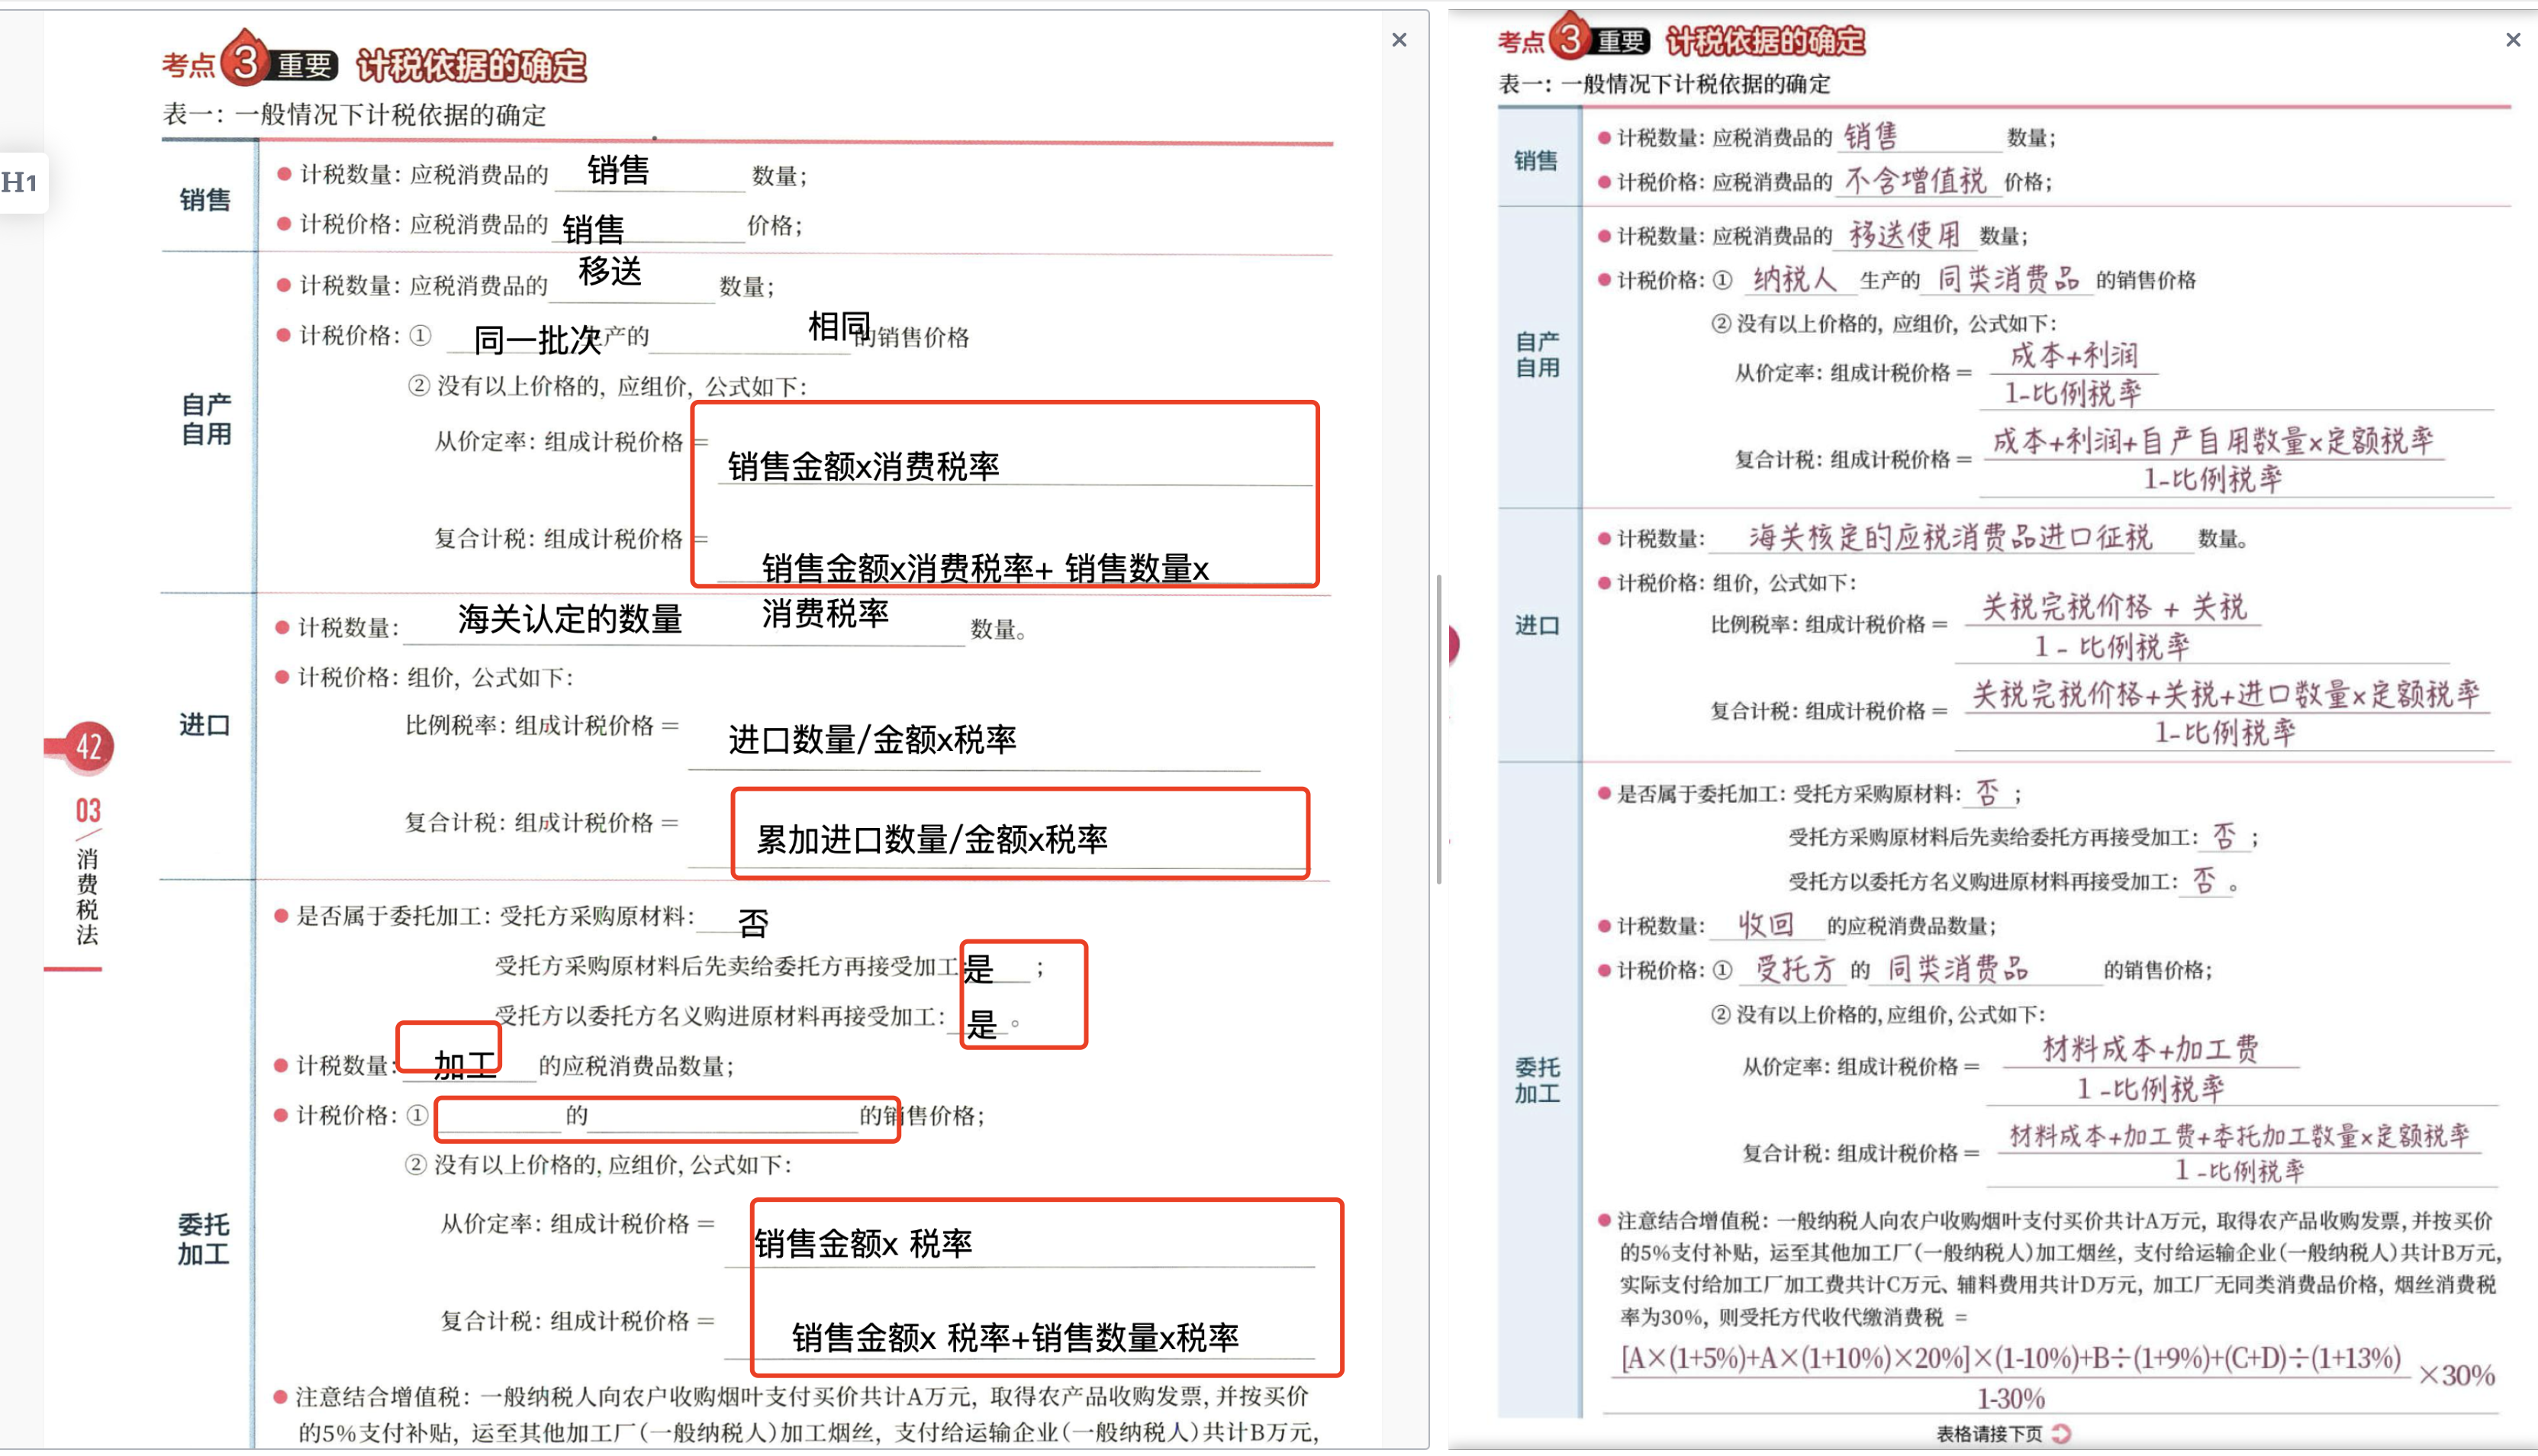 考点 3 重要 计税依据的确定
表一：一般情况下计税依据的确定
H1
销售
计税数量：应税消费品的 销售 数量；
计税价格：应税消费品的 销售 价格；
自产
自用
计税数量：应税消费品的 移送 数量；
计税价格：① 同一批次 产的 相同 的销售价格
② 没有以上价格的，应组价，公式如下：
从价定率：组成计税价格 = 销售金额x消费税率
复合计税：组成计税价格 = 销售金额x消费税率+ 销售数量x
消费税率
进口
计税数量： 海关认定的数量 数量。
计税价格：组价，公式如下：
比例税率：组成计税价格 = 进口数量/金额x税率
复合计税：组成计税价格 = 累加进口数量/金额x税率
42
03
消费税法
委托
加工
是否属于委托加工：受托方采购原材料： 否
受托方采购原材料后先卖给委托方再接受加工 是 ；
受托方以委托方名义购进原材料再接受加工： 是 。
计税数量： 加工 的应税消费品数量；
计税价格：① 的 的销售价格；
② 没有以上价格的，应组价，公式如下：
从价定率：组成计税价格 = 销售金额x 税率
复合计税：组成计税价格 = 销售金额x 税率+销售数量x税率
注意结合增值税：一般纳税人向农户收购烟叶支付买价共计A万元，取得农产品收购发票，并按买价
的5%支付补贴，运至其他加工厂（一般纳税人）加工烟丝，支付给运输企业（一般纳税人）共计B万元，
考点 3 重要 计税依据的确定
表一：一般情况下计税依据的确定
销售
计税数量：应税消费品的 销售 数量；
计税价格：应税消费品的 不含增值税 价格；
自产
自用
计税数量：应税消费品的 移送使用 数量；
计税价格：① 纳税人 生产的 同类消费品 的销售价格
② 没有以上价格的，应组价，公式如下：
成本+利润
从价定率：组成计税价格 =
1-比例税率
成本+利润+自产自用数量×定额税率
复合计税：组成计税价格 =
1-比例税率
进口
计税数量： 海关核定的应税消费品进口征税 数量。
计税价格：组价，公式如下：
关税完税价格 + 关税
比例税率：组成计税价格 =
1 - 比例税率
关税完税价格+关税+进口数量×定额税率
复合计税：组成计税价格 =
1-比例税率
委托
加工
是否属于委托加工：受托方采购原材料： 否 ；
受托方采购原材料后先卖给委托方再接受加工： 否 ；
受托方以委托方名义购进原材料再接受加工： 否 。
计税数量： 收回 的应税消费品数量；
计税价格：① 受托方 的 同类消费品 的销售价格；
② 没有以上价格的，应组价，公式如下：
材料成本+加工费
从价定率：组成计税价格 =
1 -比例税率
材料成本+加工费+委托加工数量×定额税率
复合计税：组成计税价格 =
1 -比例税率
注意结合增值税：一般纳税人向农户收购烟叶支付买价共计A万元，取得农产品收购发票，并按买价
的5%支付补贴，运至其他加工厂（一般纳税人）加工烟丝，支付给运输企业（一般纳税人）共计B万元，
实际支付给加工厂加工费共计C万元、辅料费用共计D万元，加工厂无同类消费品价格，烟丝消费税
率为30%，则受托方代收代缴消费税 =
[A×(1+5%)+A×(1+10%)×20%]×(1-10%)+B÷(1+9%)+(C+D)÷(1+13%)
×30%
1-30%
表格请接下页